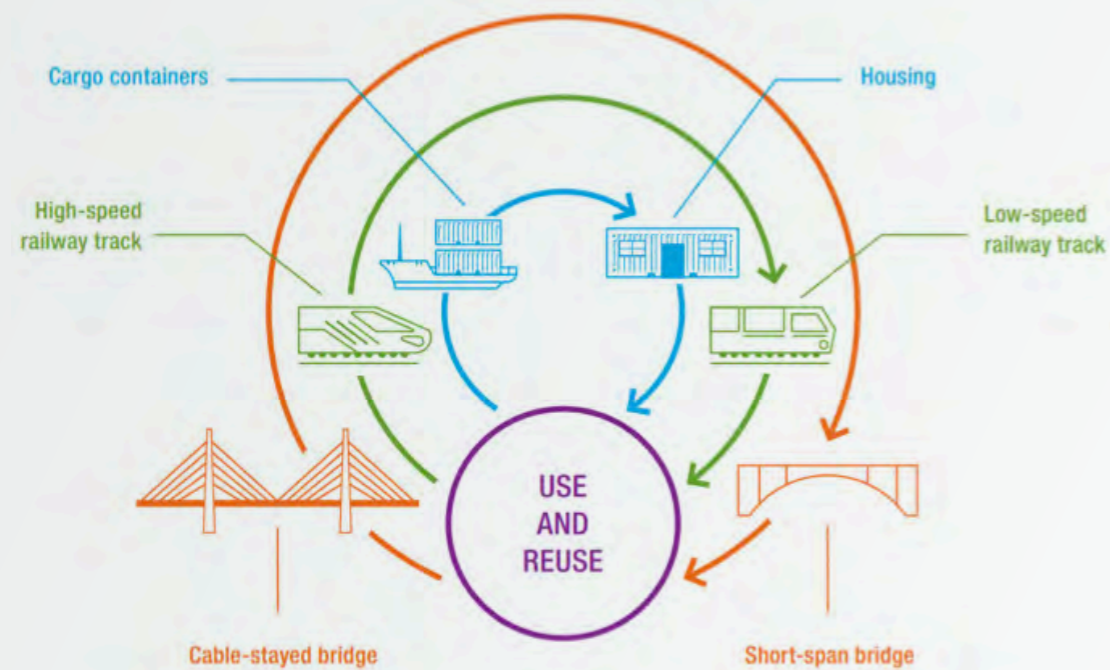 Cargo containers
Housing
High-speed
railway track
Low-speed
railway track
USE
AND
REUSE
Cable-stayed bridge
Short-span bridge